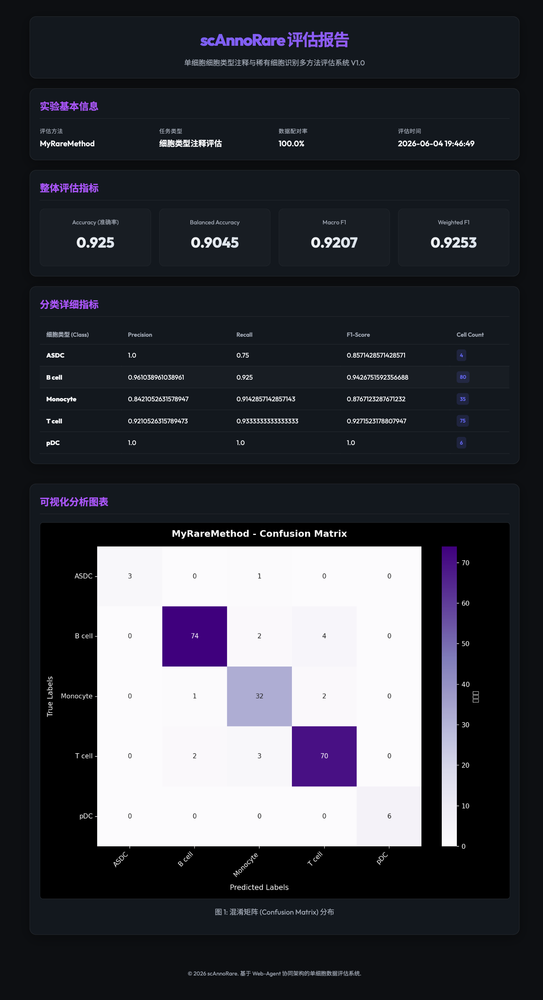 scAnnoRare 评估报告
单细胞细胞类型注释与稀有细胞识别多方法评估系统 V1.0
实验基本信息
评估方法 任务类型 数据配对率 评估时间
MyRareMethod 细胞类型注释评估 100.0% 2026-06-04 19:46:49
整体评估指标
Accuracy (准确率) Balanced Accuracy Macro F1 Weighted F1
0.925 0.9045 0.9207 0.9253
分类详细指标
细胞类型 (Class) Precision Recall F1-Score Cell Count
ASDC 1.0 0.75 0.8571428571428571 4
B cell 0.961038961038961 0.925 0.9426751592356688 80
Monocyte 0.8421052631578947 0.9142857142857143 0.8767123287671232 35
T cell 0.9210526315789473 0.9333333333333333 0.9271523178807947 75
pDC 1.0 1.0 1.0 6
可视化分析图表
MyRareMethod - Confusion Matrix
ASDC 3 0 1 0 0
B cell 0 74 2 4 0
Monocyte 0 1 32 2 0
T cell 0 2 3 70 0
pDC 0 0 0 0 6
True Labels
ASDC B cell Monocyte T cell pDC
Predicted Labels
70
60
50
40
30
20
10
0
图 1: 混淆矩阵 (Confusion Matrix) 分布
© 2026 scAnnoRare. 基于 Web-Agent 协同架构的单细胞数据评估系统.